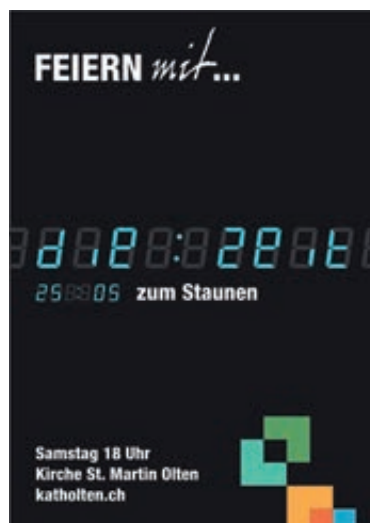 FEIERN mit...
die:zeit
25 05 zum Staunen
Samstag 18 Uhr
Kirche St. Martin Olten
katholten.ch